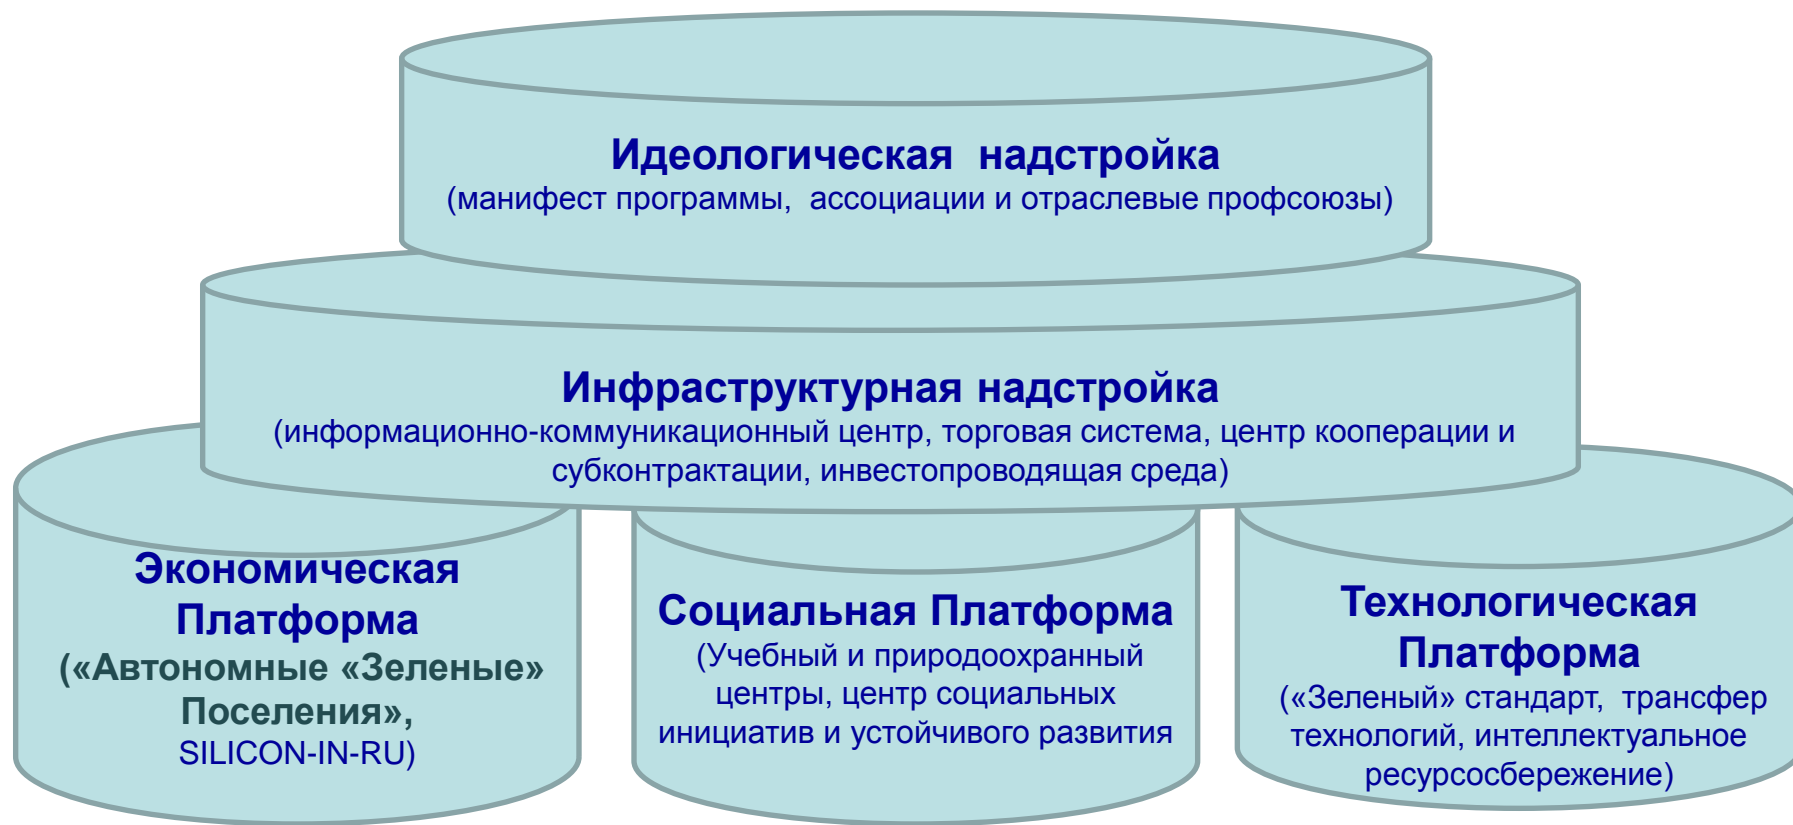 Идеологическая надстройка
(манифест программы, ассоциации и отраслевые профсоюзы)
Инфраструктурная надстройка
(информационно-коммуникационный центр, торговая система, центр кооперации и
субконтрактации, инвестопроводящая среда)
Экономическая
Платформа
(«Автономные «Зеленые»
Поселения»,
SILICON-IN-RU)
Социальная Платформа
(Учебный и природоохранный
центры, центр социальных
инициатив и устойчивого развития
Технологическая
Платформа
(«Зеленый» стандарт, трансфер
технологий, интеллектуальное
ресурсосбережение)